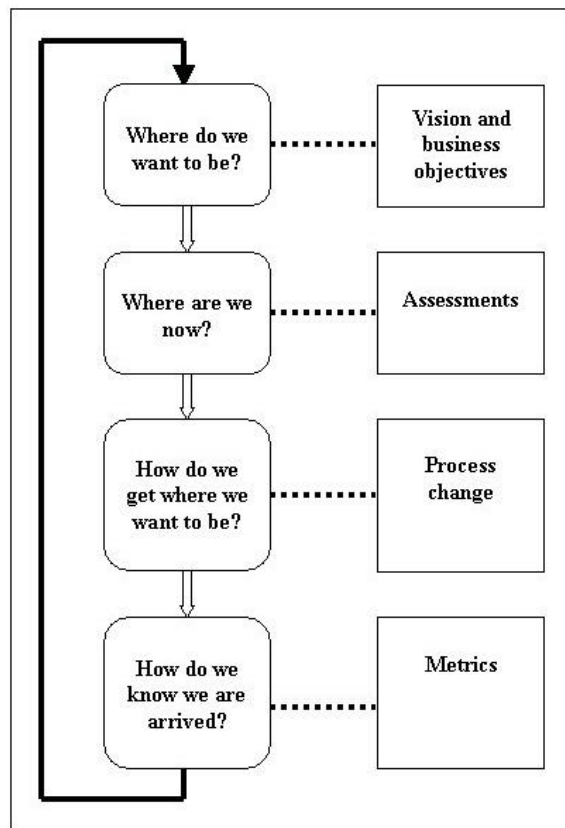 Where do we
want to be?
Vision and
business
objectives
Where are we
now?
Assessments
How do we
get where we
want to be?
Process
change
How do we
know we are
arrived?
Metrics